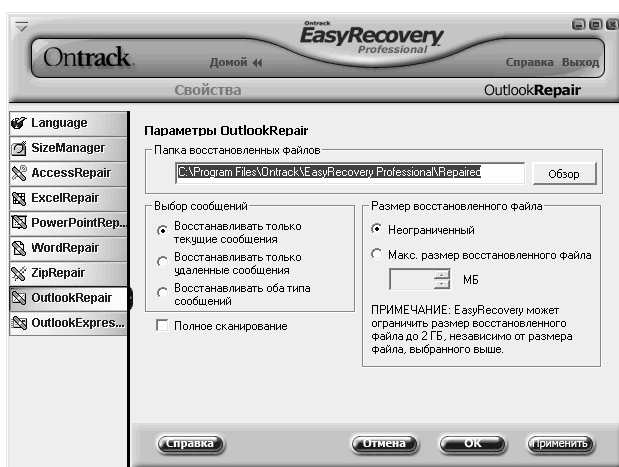 Ontrack
EasyRecovery
Professional
Ontrack.
Домой
Справка Выход
Свойства
OutlookRepair
Language
SizeManager
AccessRepair
ExcelRepair
PowerPointRep...
WordRepair
ZipRepair
OutlookRepair
OutlookExpres...
Параметры OutlookRepair
Папка восстановленных файлов
C:\Program Files\Ontrack\EasyRecovery Professional\Repaired
Обзор
Выбор сообщений
Восстанавливать только
текущие сообщения
Восстанавливать только
удаленные сообщения
Восстанавливать оба типа
сообщений
Полное сканирование
Размер восстановленного файла
Неограниченный
Макс. размер восстановленного файла
МБ
ПРИМЕЧАНИЕ: EasyRecovery может
ограничить размер восстановленного
файла до 2 ГБ, независимо от размера
файла, выбранного выше.
Справка
Отмена
OK
Применить